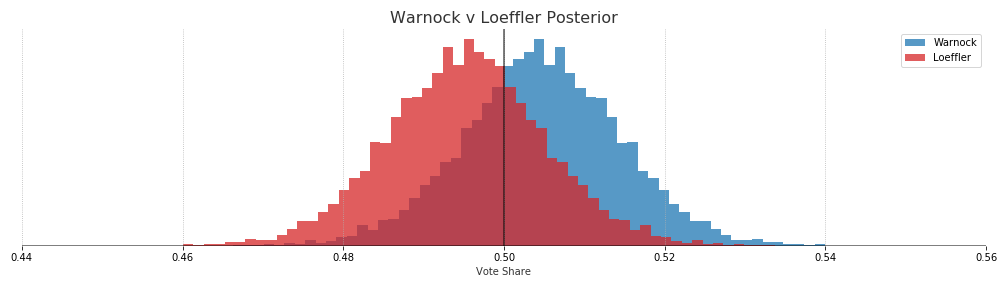 Warnock v Loeffler Posterior
Warnock
Loeffler
0.44 0.46 0.48 0.50 0.52 0.54 0.56
Vote Share